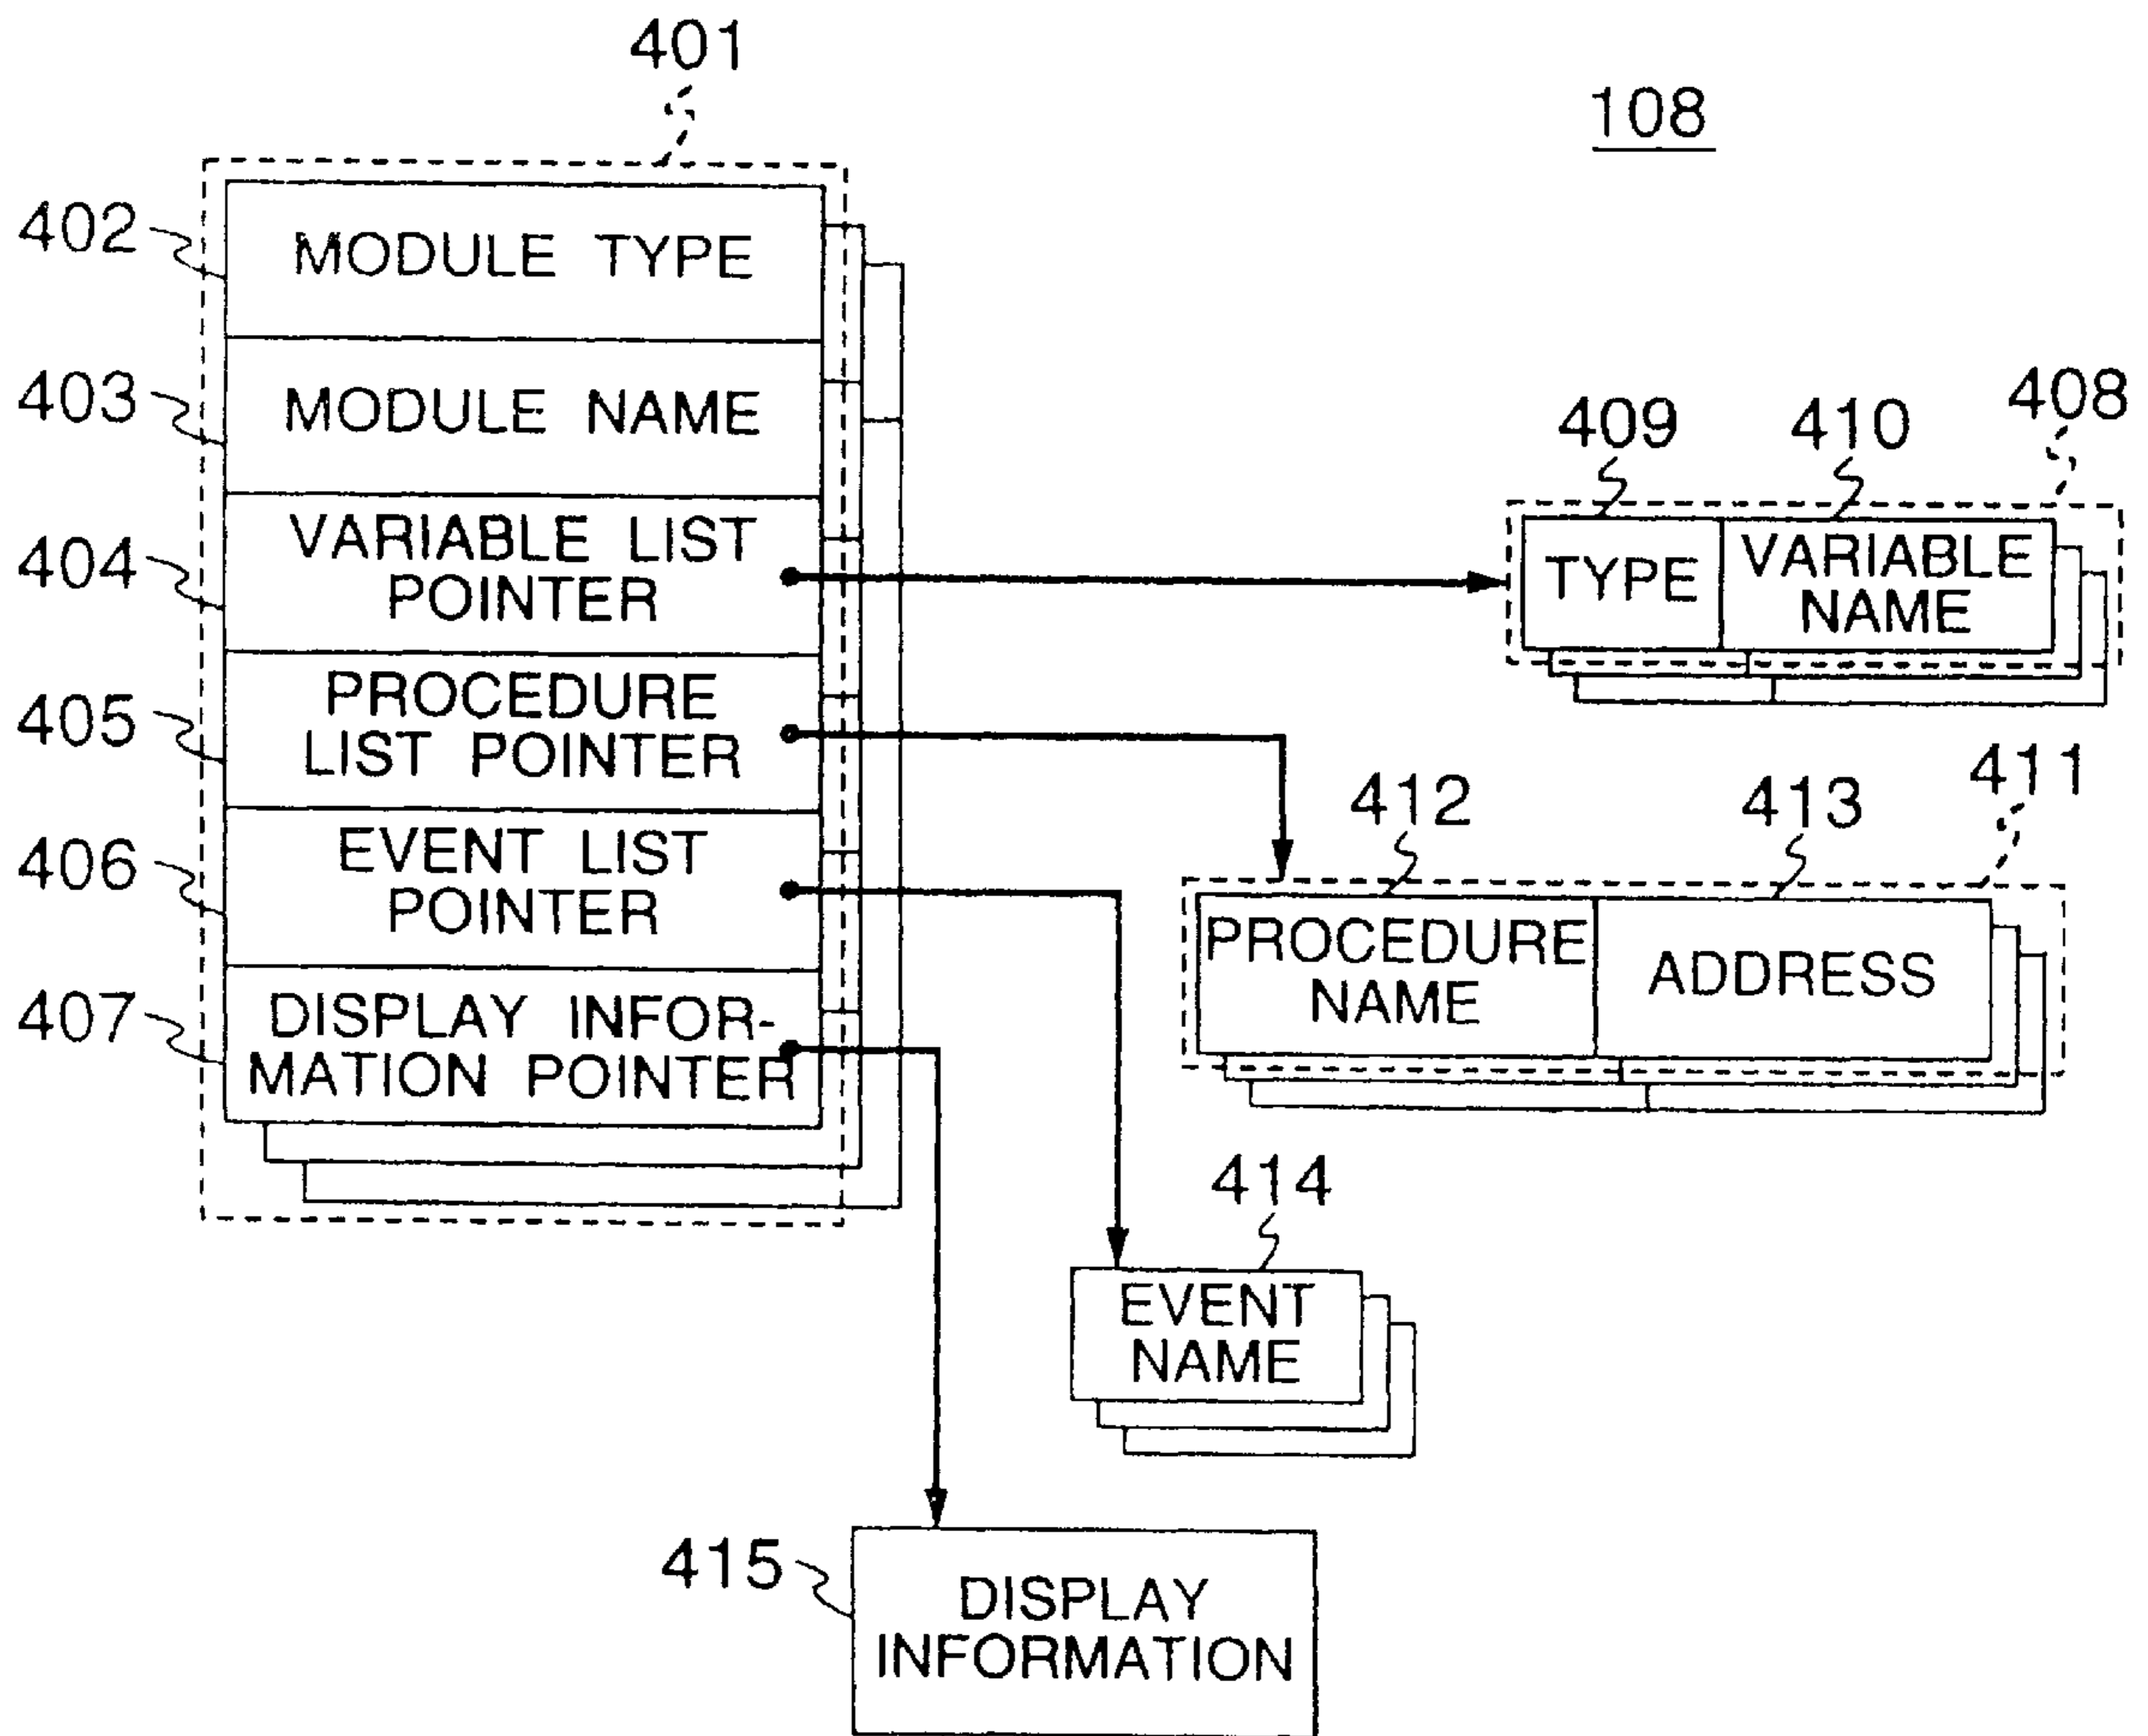 401
108
402
MODULE TYPE
403
MODULE NAME
404
VARIABLE LIST
POINTER
405
PROCEDURE
LIST POINTER
406
EVENT LIST
POINTER
407
DISPLAY INFOR-
MATION POINTER
408
409
410
TYPE
VARIABLE
NAME
411
412
413
PROCEDURE
NAME
ADDRESS
414
EVENT
NAME
415
DISPLAY
INFORMATION